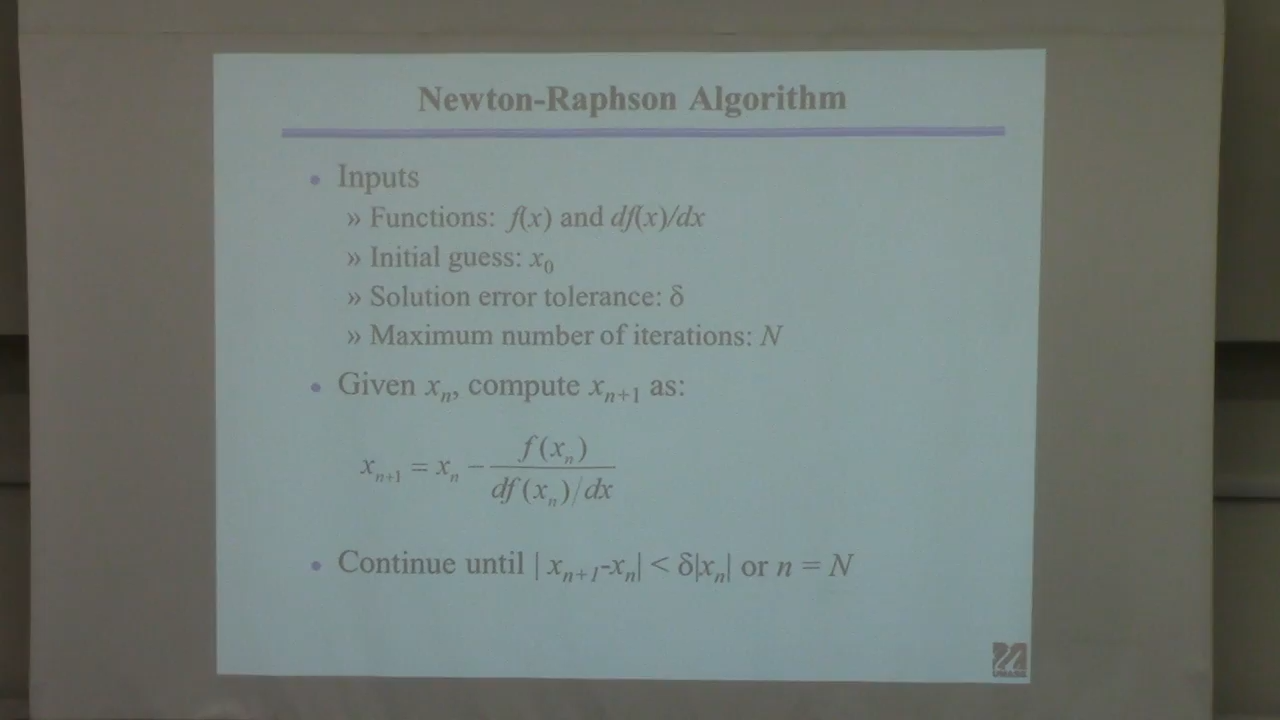 Newton-Raphson Algorithm
• Inputs
» Functions: f(x) and df(x)/dx
» Initial guess: x₀
» Solution error tolerance: δ
» Maximum number of iterations: N
• Given xₙ, compute xₙ₊₁ as:
xₙ₊₁ = xₙ − f(xₙ) / df(xₙ)/dx
• Continue until | xₙ₊₁-xₙ| < δ|xₙ| or n = N